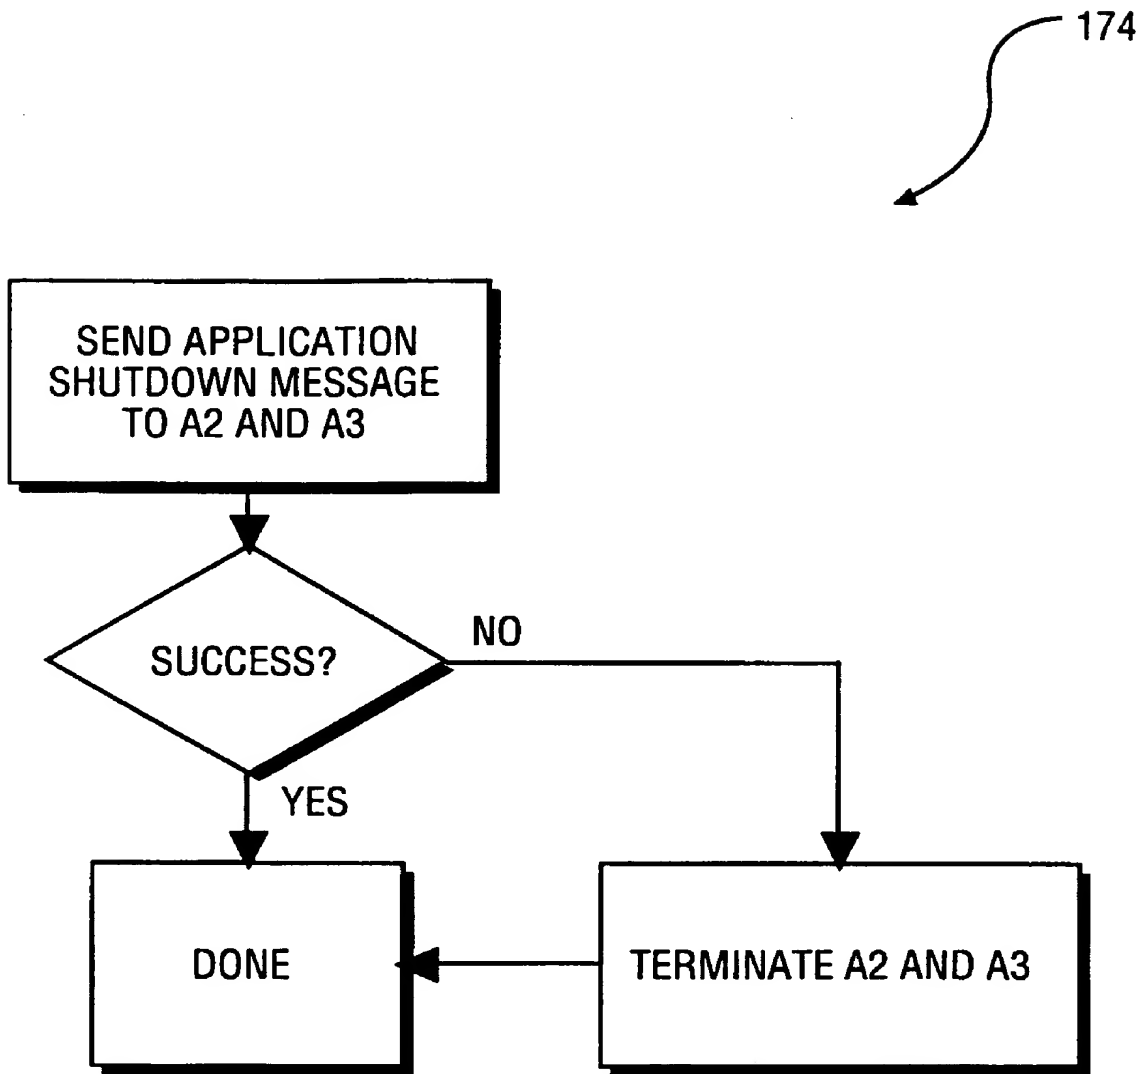 174
SEND APPLICATION
SHUTDOWN MESSAGE
TO A2 AND A3
SUCCESS?
NO
YES
DONE
TERMINATE A2 AND A3